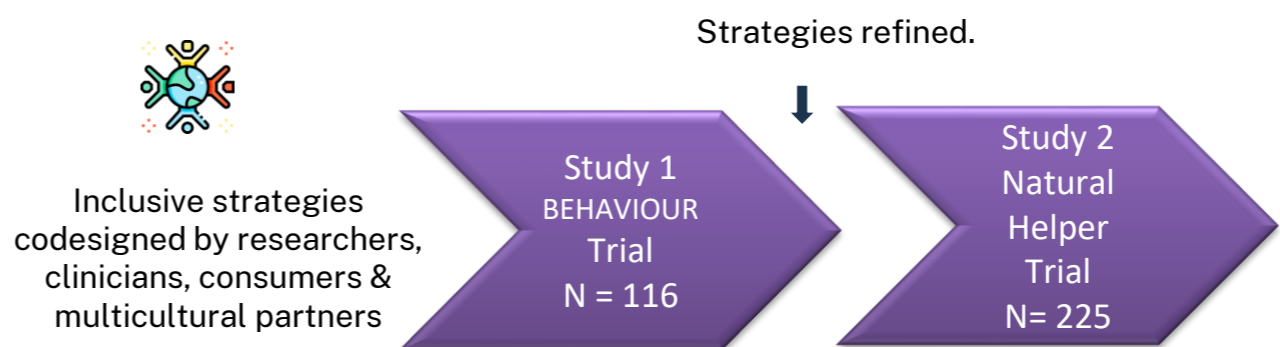 Inclusive strategies
codesigned by researchers,
clinicians, consumers &
multicultural partners
Study 1
BEHAVIOUR
Trial
N = 116
Strategies refined.
Study 2
Natural
Helper
Trial
N= 225